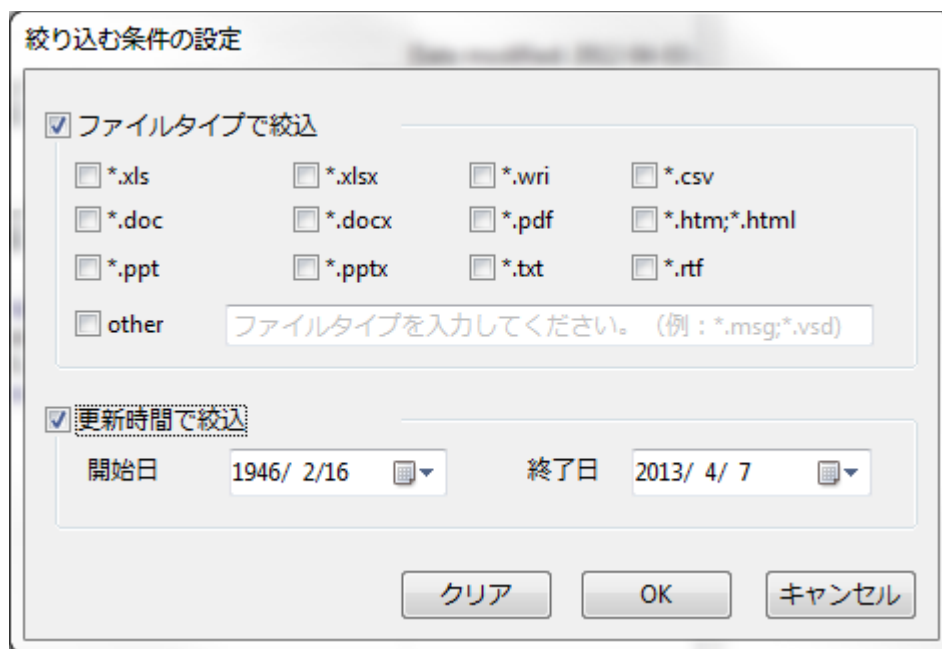 絞り込む条件の設定
ファイルタイプで絞込
*.xls *.xlsx *.wri *.csv
*.doc *.docx *.pdf *.htm;*.html
*.ppt *.pptx *.txt *.rtf
other ファイルタイプを入力してください。（例：*.msg;*.vsd)
更新時間で絞込
開始日 1946/ 2/16 終了日 2013/ 4/ 7
クリア OK キャンセル